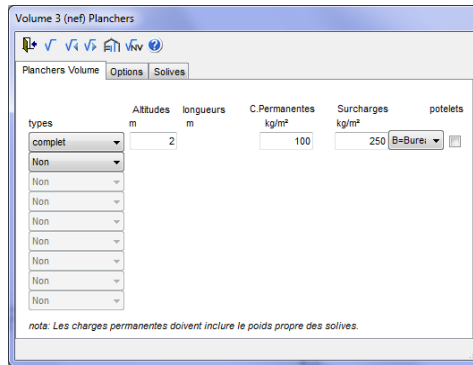 Volume 3 (nef) Planchers
Planchers Volume Options Solives
Altitudes longueurs C.Permanentes Surcharges potelets
types m m kg/m² kg/m²
complet 2 100 250 B=Bure
Non
Non
Non
Non
Non
Non
Non
Non
nota: Les charges permanentes doivent inclure le poids propre des solives.